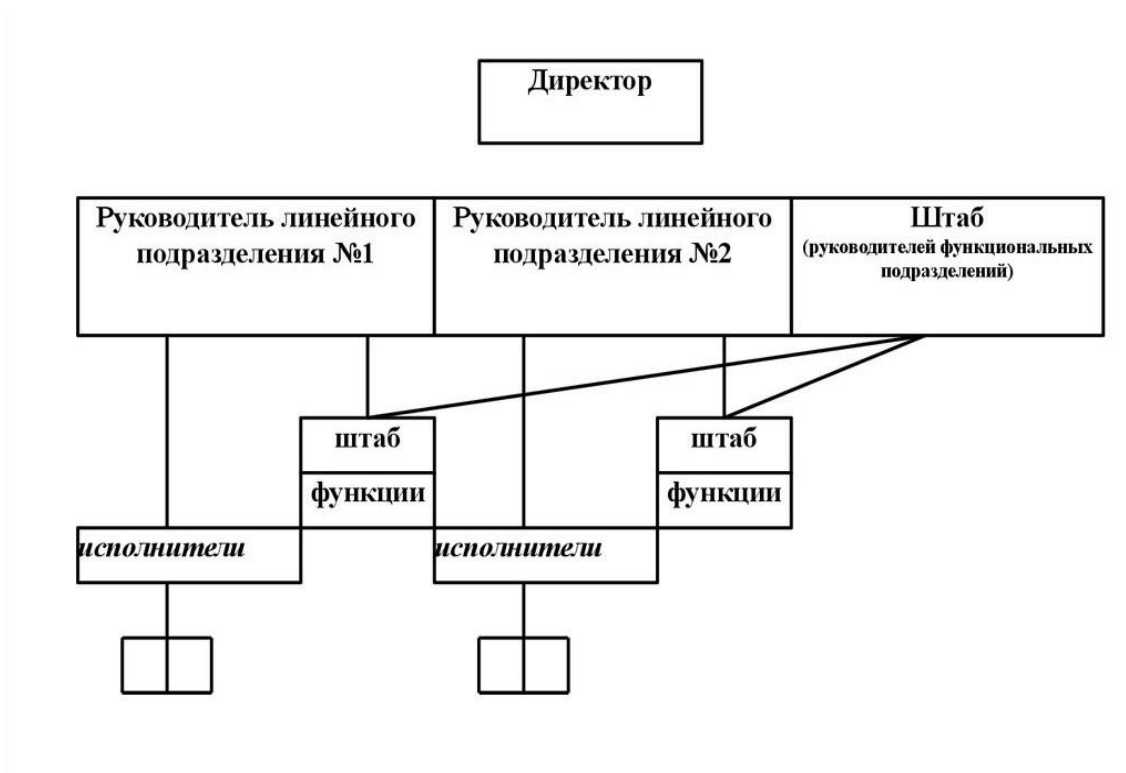 Директор
Руководитель линейного
подразделения №1
Руководитель линейного
подразделения №2
Штаб
(руководителей функциональных
подразделений)
штаб
функции
штаб
функции
исполнители
исполнители